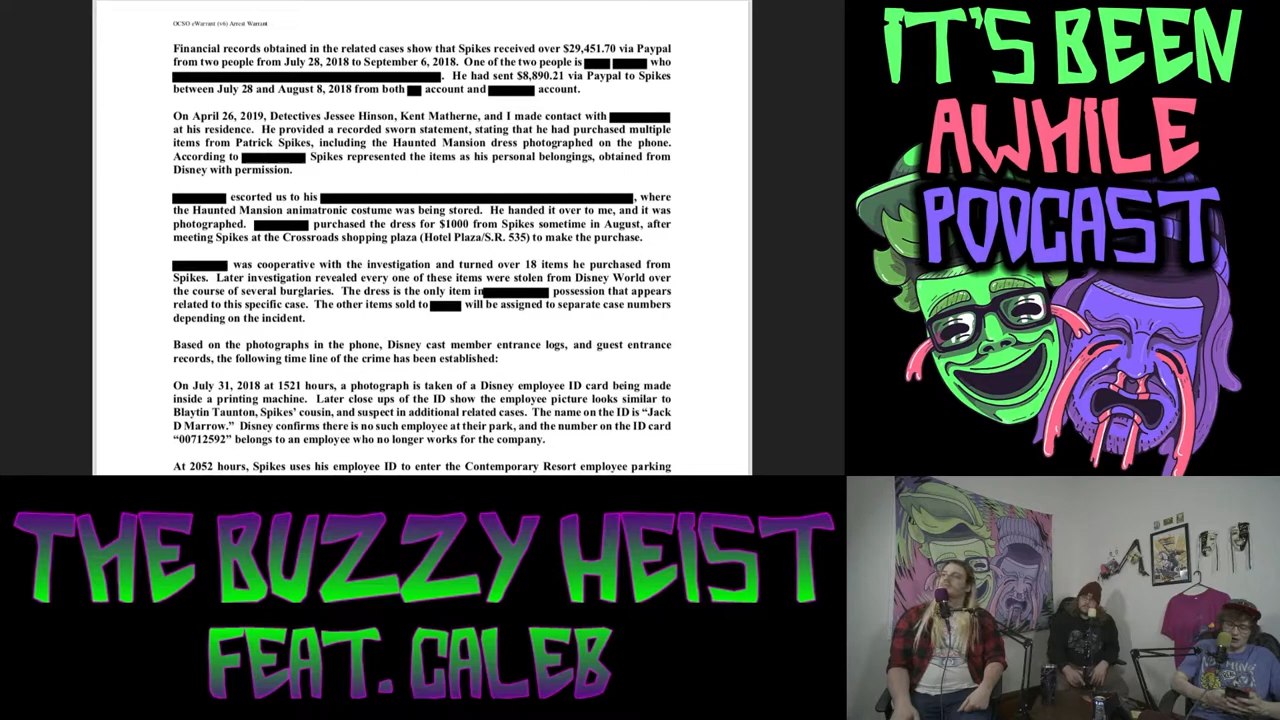 OCSO eWarrant (v6) Arrest Warrant
Financial records obtained in the related cases show that Spikes received over $29,451.70 via Paypal
from two people from July 28, 2018 to September 6, 2018. One of the two people is who
. He had sent $8,890.21 via Paypal to Spikes
between July 28 and August 8, 2018 from both account and account.
On April 26, 2019, Detectives Jessee Hinson, Kent Matherne, and I made contact with
at his residence. He provided a recorded sworn statement, stating that he had purchased multiple
items from Patrick Spikes, including the Haunted Mansion dress photographed on the phone.
According to Spikes represented the items as his personal belongings, obtained from
Disney with permission.
escorted us to his , where
the Haunted Mansion animatronic costume was being stored. He handed it over to me, and it was
photographed. purchased the dress for $1000 from Spikes sometime in August, after
meeting Spikes at the Crossroads shopping plaza (Hotel Plaza/S.R. 535) to make the purchase.
was cooperative with the investigation and turned over 18 items he purchased from
Spikes. Later investigation revealed every one of these items were stolen from Disney World over
the course of several burglaries. The dress is the only item in possession that appears
related to this specific case. The other items sold to will be assigned to separate case numbers
depending on the incident.
Based on the photographs in the phone, Disney cast member entrance logs, and guest entrance
records, the following time line of the crime has been established:
On July 31, 2018 at 1521 hours, a photograph is taken of a Disney employee ID card being made
inside a printing machine. Later close ups of the ID show the employee picture looks similar to
Blaytin Taunton, Spikes' cousin, and suspect in additional related cases. The name on the ID is “Jack
D Marrow.” Disney confirms there is no such employee at their park, and the number on the ID card
“00712592” belongs to an employee who no longer works for the company.
At 2052 hours, Spikes uses his employee ID to enter the Contemporary Resort employee parking
IT'S BEEN
AWHILE
PODCAST
THE BUZZY HEIST
FEAT. CALEB